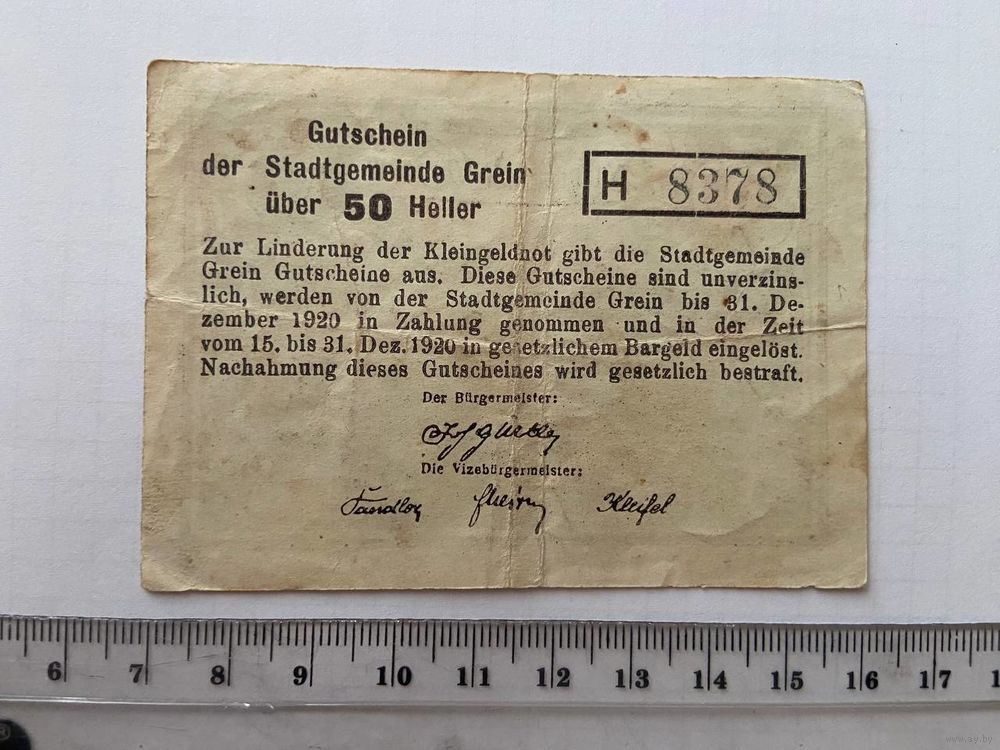 Gutschein
der Stadtgemeinde Grein
über 50 Heller
H 8378
Zur Linderung der Kleingeldnot gibt die Stadtgemeinde
Grein Gutscheine aus. Diese Gutscheine sind unverzins-
lich, werden von der Stadtgemeinde Grein bis 31. De-
zember 1920 in Zahlung genommen und in der Zeit
vom 15. bis 31. Dez. 1920 in gesetzlichem Bargeld eingelöst.
Nachahmung dieses Gutscheines wird gesetzlich bestraft.
Der Bürgermeister:
Die Vizebürgermeister:
6 7 8 9 10 11 12 13 14 15 16 17
www.ay.by